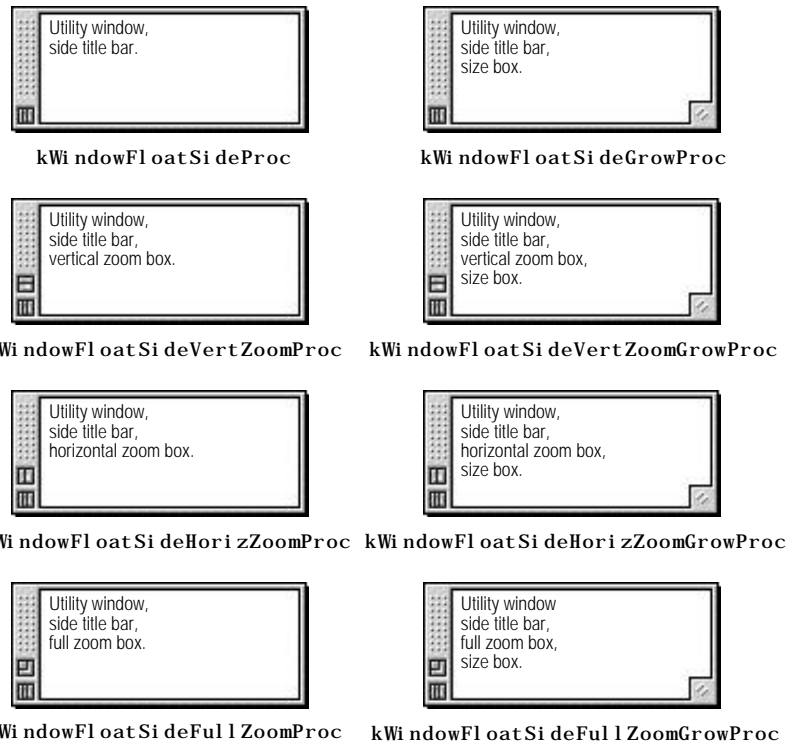 Utility window,
side title bar.
Utility window,
side title bar,
size box.
kWindowFloatSideProc
kWindowFloatSideGrowProc
Utility window,
side title bar,
vertical zoom box.
Utility window,
side title bar,
vertical zoom box,
size box.
WindowFloatSideVertZoomProc
kWindowFloatSideVertZoomGrowProc
Utility window,
side title bar,
horizontal zoom box.
Utility window,
side title bar,
horizontal zoom box,
size box.
WindowFloatSideHorizZoomProc
kWindowFloatSideHorizZoomGrowProc
Utility window,
side title bar,
full zoom box.
Utility window
side title bar,
full zoom box,
size box.
WindowFloatSideFullZoomProc
kWindowFloatSideFullZoomGrowProc